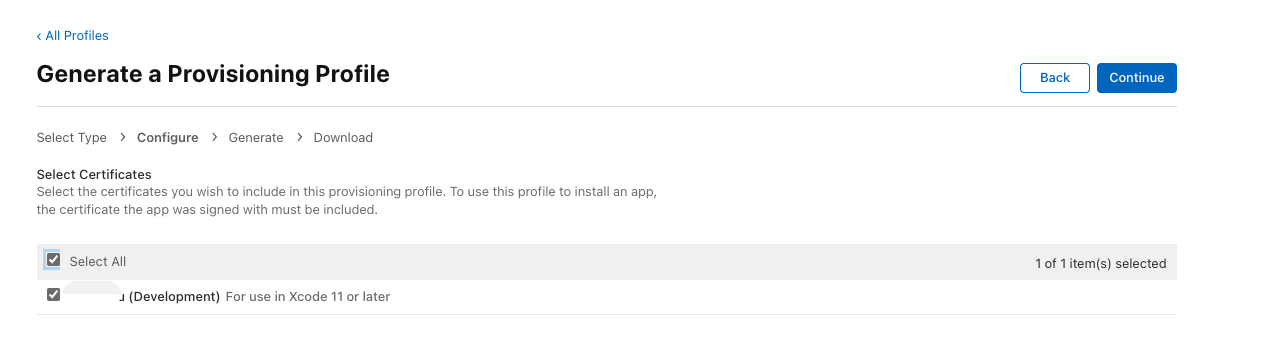 ‹ All Profiles
Generate a Provisioning Profile
Back
Continue
Select Type > Configure > Generate > Download
Select Certificates
Select the certificates you wish to include in this provisioning profile. To use this profile to install an app,
the certificate the app was signed with must be included.
Select All
1 of 1 item(s) selected
(Development) For use in Xcode 11 or later